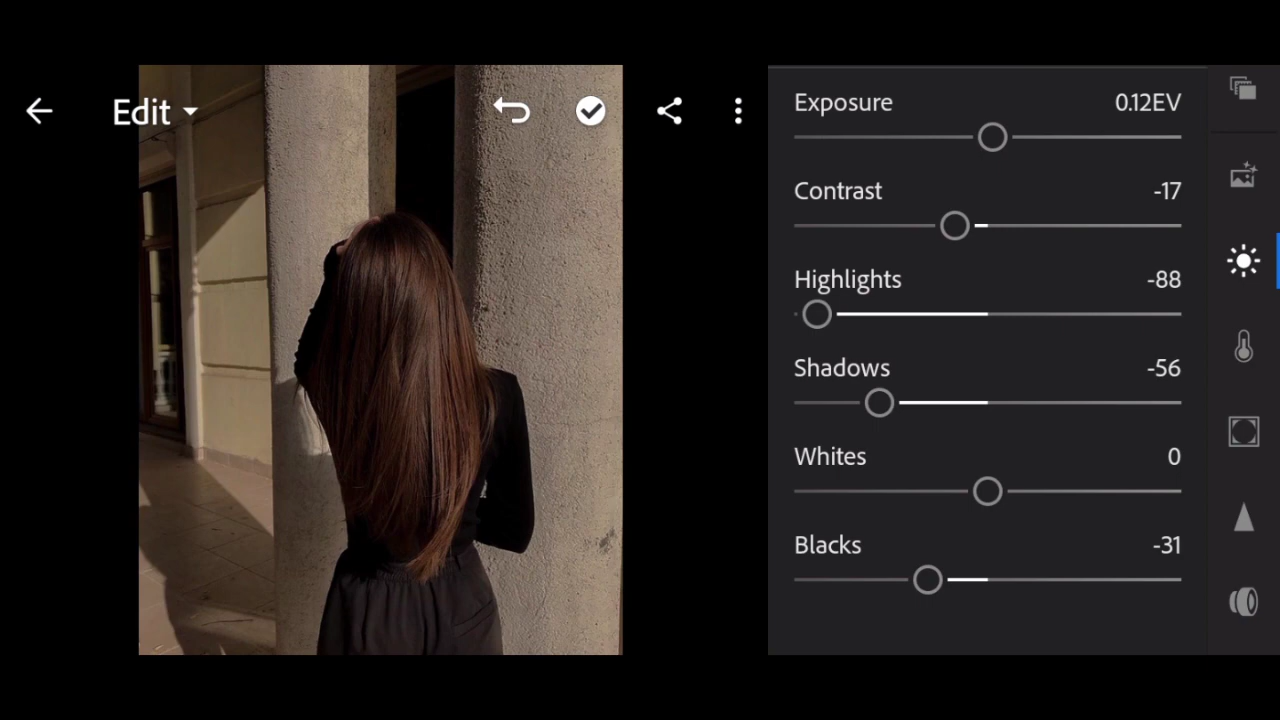 Edit
Exposure 0.12EV
Contrast -17
Highlights -88
Shadows -56
Whites 0
Blacks -31